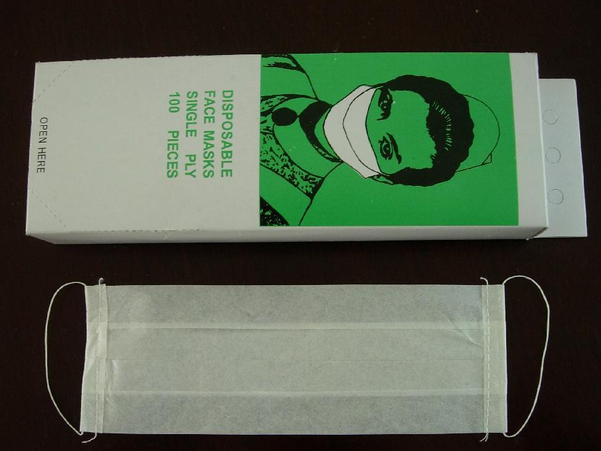 DISPOSABLE
FACE MASKS
SINGLE PLY
100 PIECES
OPEN HERE